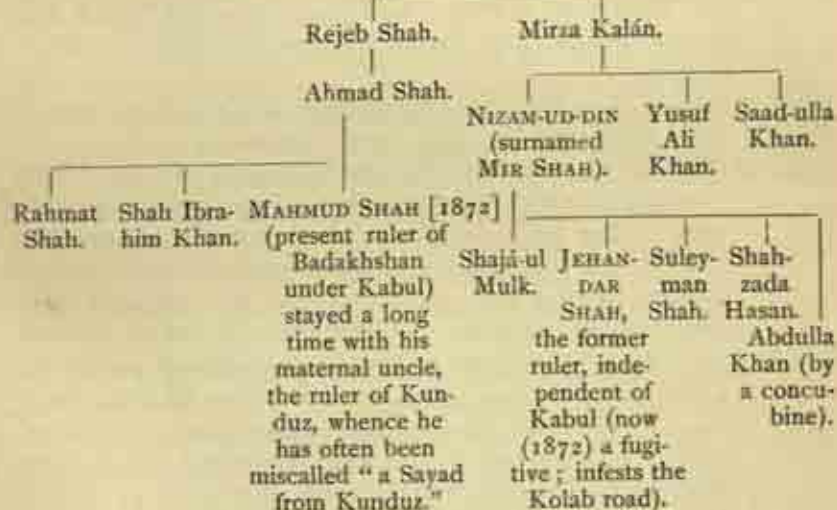 Rejeb Shah.
Mirza Kalán.
Ahmad Shah.
NIZAM-UD-DIN
(surnamed
MIR SHAH).
Yusuf
Ali
Khan.
Saad-ulla
Khan.
Rahmat
Shah.
Shah Ibra-
him Khan.
MAHMUD SHAH [1872]
(present ruler of
Badakhshan
under Kabul)
stayed a long
time with his
maternal uncle,
the ruler of Kun-
duz, whence he
has often been
miscalled “a Sayad
from Kunduz.”
Shajá-ul
Mulk.
JEHAN-
DAR
SHAH,
the former
ruler, inde-
pendent of
Kabul (now
(1872) a fugi-
tive; infests the
Kolab road).
Suley-
man
Shah.
Shah-
zada
Hasan.
Abdulla
Khan (by
a concu-
bine).